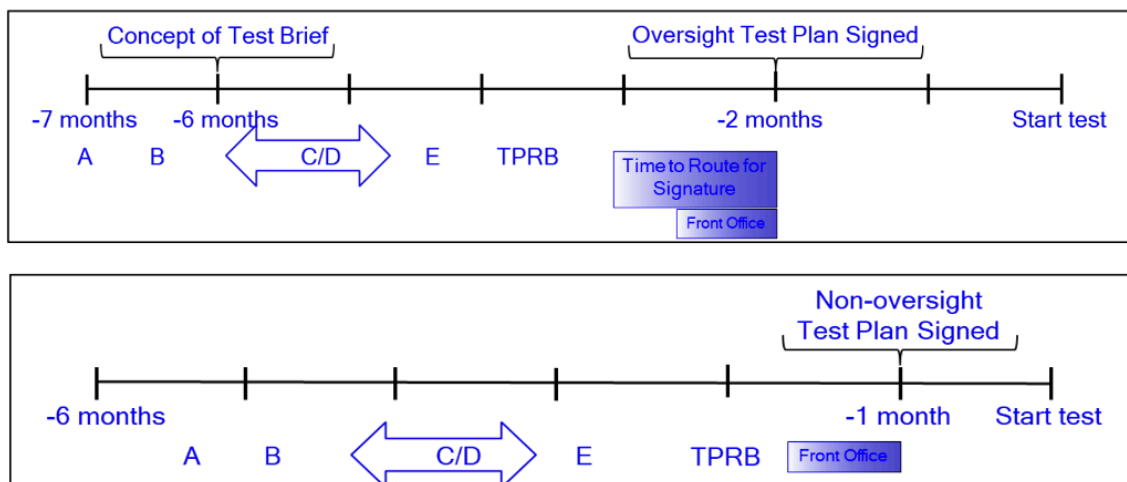 Concept of Test Brief
Oversight Test Plan Signed
-7 months
-6 months
-2 months
Start test
A
B
C/D
E
TPRB
Time to Route for
Signature
Front Office
Non-oversight
Test Plan Signed
-6 months
-1 month
Start test
A
B
C/D
E
TPRB
Front Office